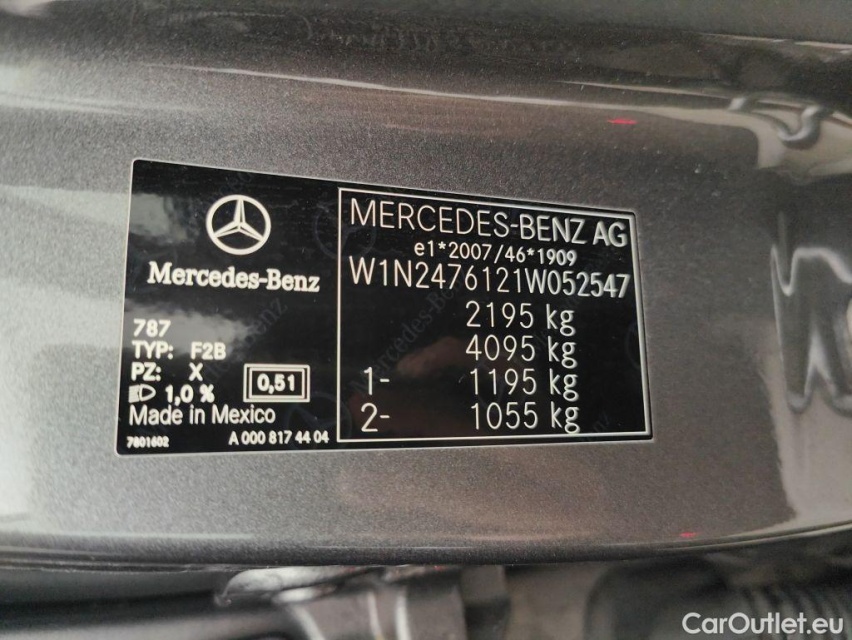 Mercedes-Benz
787
TYP: F2B
PZ: X
1,0 %
0,51
Made in Mexico
7801602
A 000 817 44 04
MERCEDES-BENZ AG
e1*2007/46*1909
W1N2476121W052547
2195 kg
4095 kg
1- 1195 kg
2- 1055 kg
CarOutlet.eu